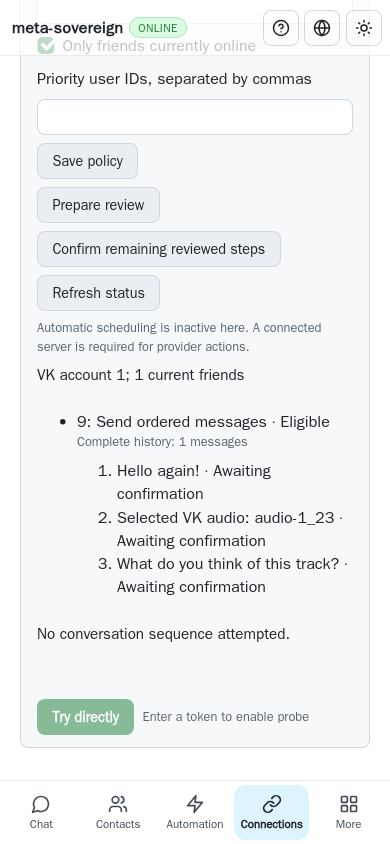 meta-sovereign ONLINE
Only friends currently online
Priority user IDs, separated by commas
Save policy
Prepare review
Confirm remaining reviewed steps
Refresh status
Automatic scheduling is inactive here. A connected
server is required for provider actions.
VK account 1; 1 current friends
• 9: Send ordered messages · Eligible
Complete history: 1 messages
1. Hello again! · Awaiting
confirmation
2. Selected VK audio: audio-1_23 ·
Awaiting confirmation
3. What do you think of this track? ·
Awaiting confirmation
No conversation sequence attempted.
Try directly Enter a token to enable probe
Chat Contacts Automation Connections More